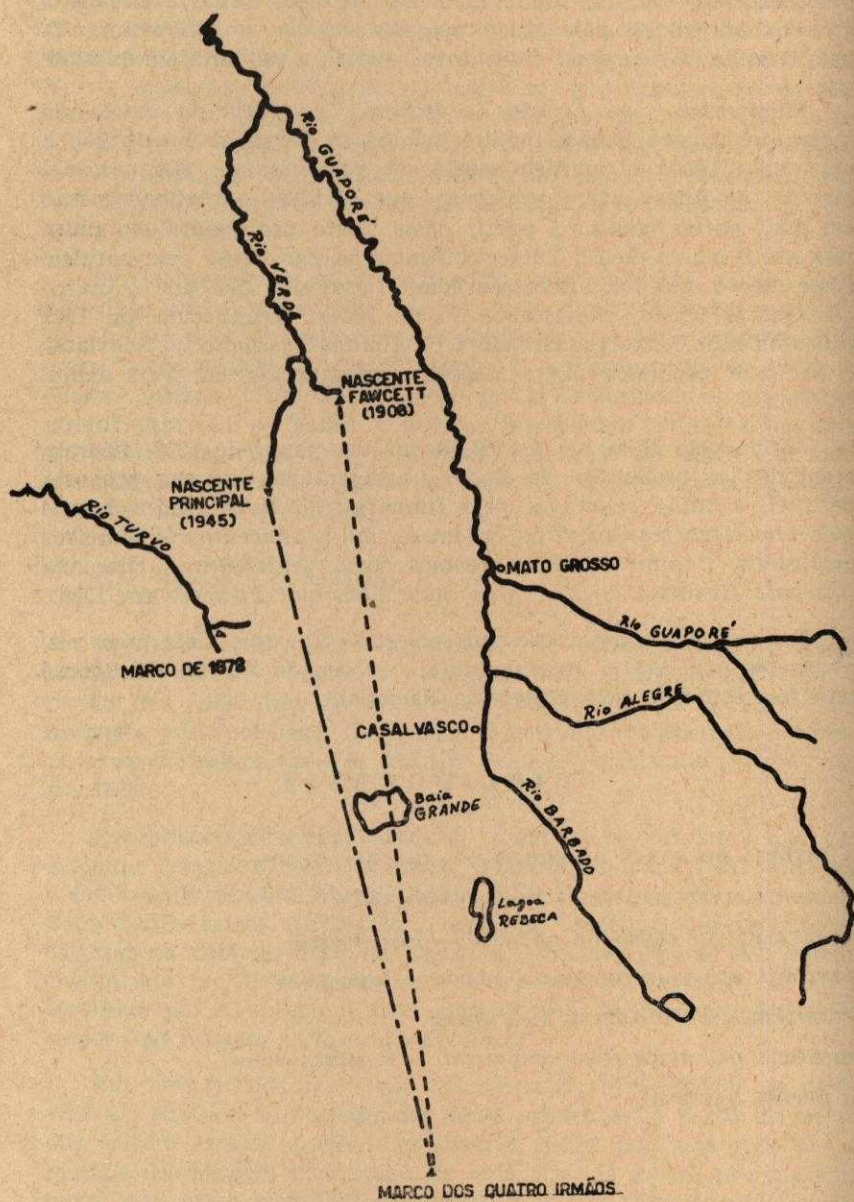 Rio GUAPORÉ
Rio VERDE
NASCENTE
FAWCETT
(1908)
NASCENTE
PRINCIPAL
(1945)
Rio TURVO
MARCO DE 1878
MATO GROSSO
Rio GUAPORÉ
Rio ALEGRE
CASALVASCO
Baia
GRANDE
Rio BARBADO
Lagoa
REBECA
MARCO DOS QUATRO IRMÃOS